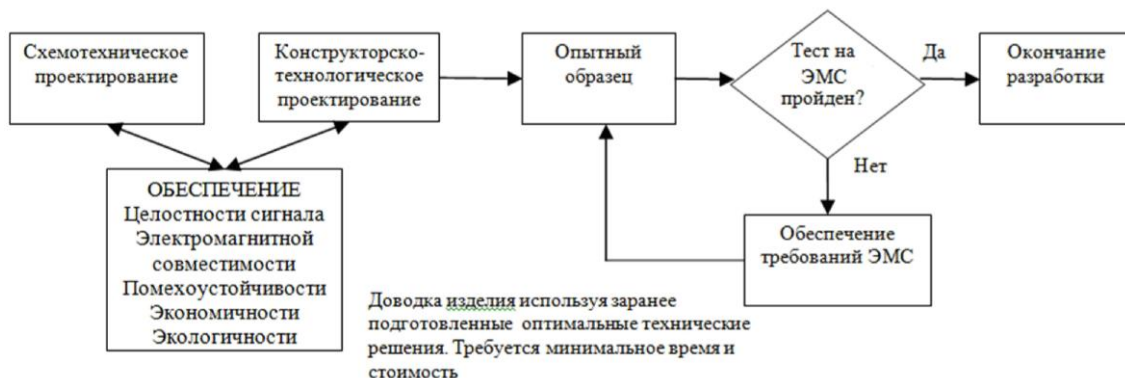 Схемотехническое
проектирование
Конструкторско-
технологическое
проектирование
Опытный
образец
Тест на
ЭМС
пройден?
Да
Окончание
разработки
Нет
ОБЕСПЕЧЕНИЕ
Целостности сигнала
Электромагнитной
совместимости
Помехоустойчивости
Экономичности
Экологичности
Обеспечение
требований ЭМС
Доводка изделия используя заранее
подготовленные оптимальные технические
решения. Требуется минимальное время и
стоимость